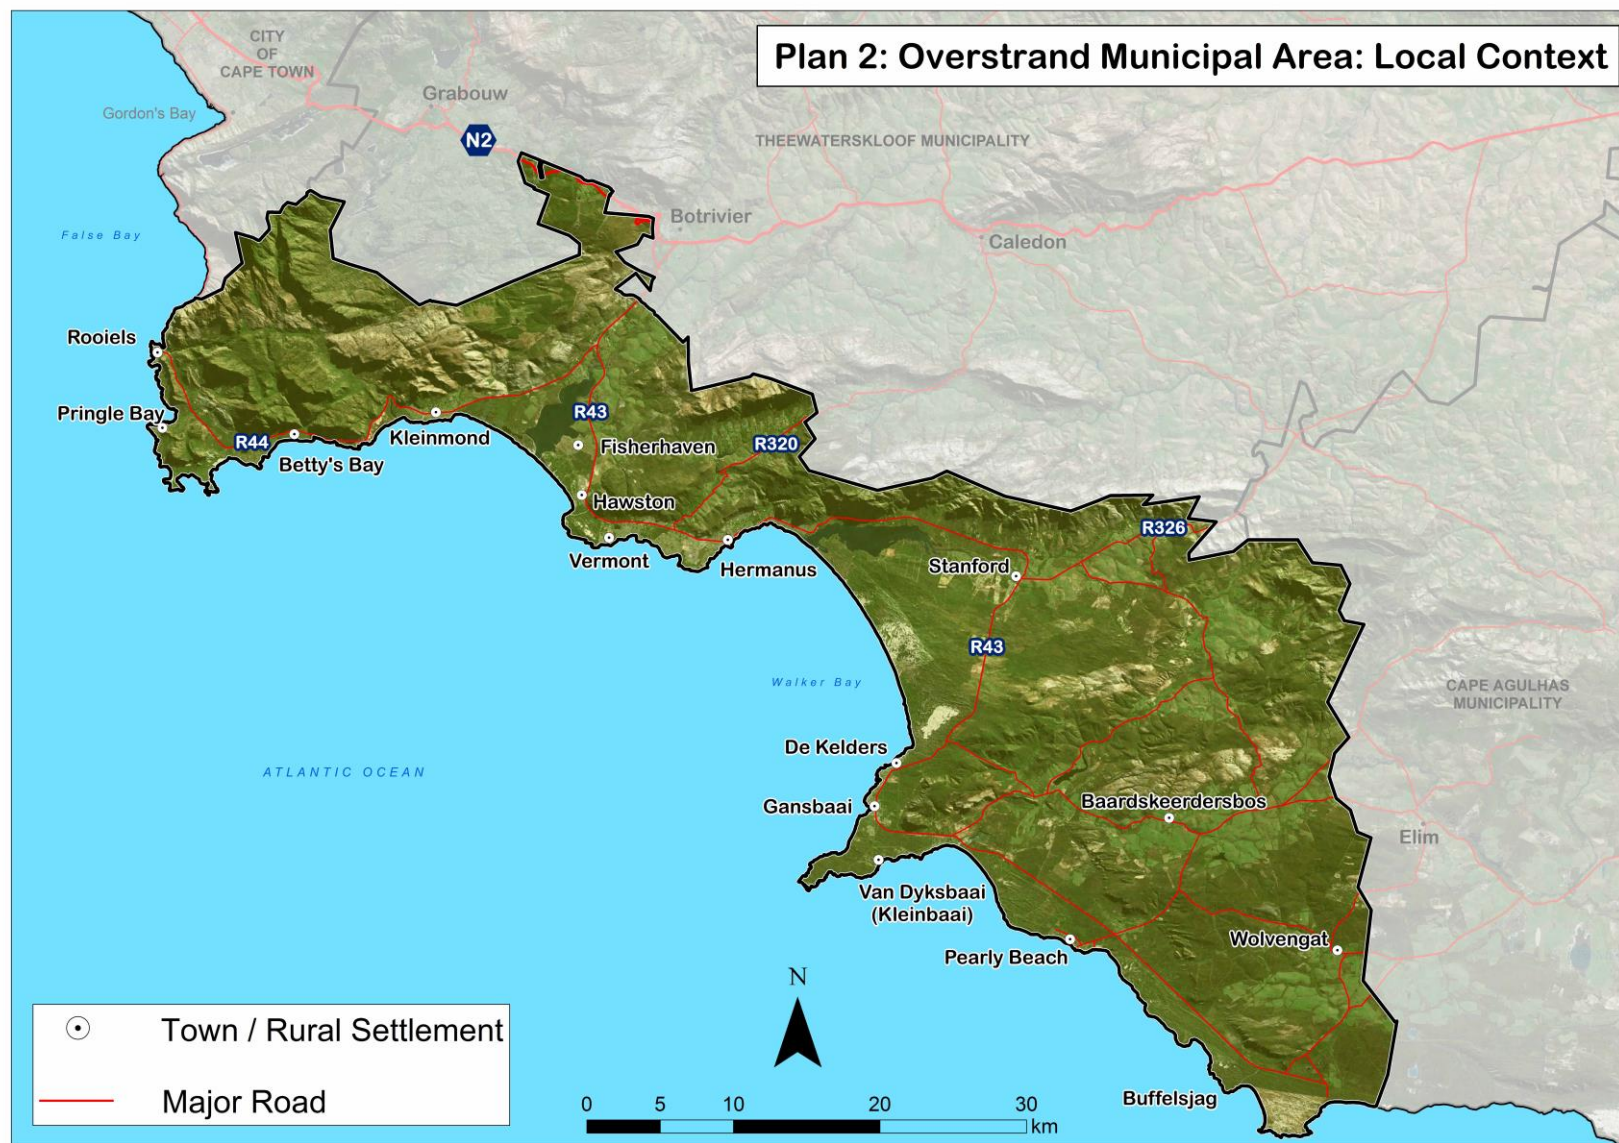 Plan 2: Overstrand Municipal Area: Local Context
CITY
OF
CAPE TOWN
Grabouw
Gordon's Bay
N2
THEEWATERSKLOOF MUNICIPALITY
Botrivier
False Bay
Caledon
Rooiels
Pringle Bay
R44
Betty's Bay
Kleinmond
R43
Fisherhaven
R320
Hawston
Vermont
Hermanus
Stanford
R326
R43
Walker Bay
CAPE AGULHAS
MUNICIPALITY
De Kelders
ATLANTIC OCEAN
Gansbaai
Baardskeerdersbos
Elim
Van Dyksbaai
(Kleinbaai)
Pearly Beach
Wolvengat
Buffelsjag
N
Town / Rural Settlement
Major Road
0 5 10 20 30
km